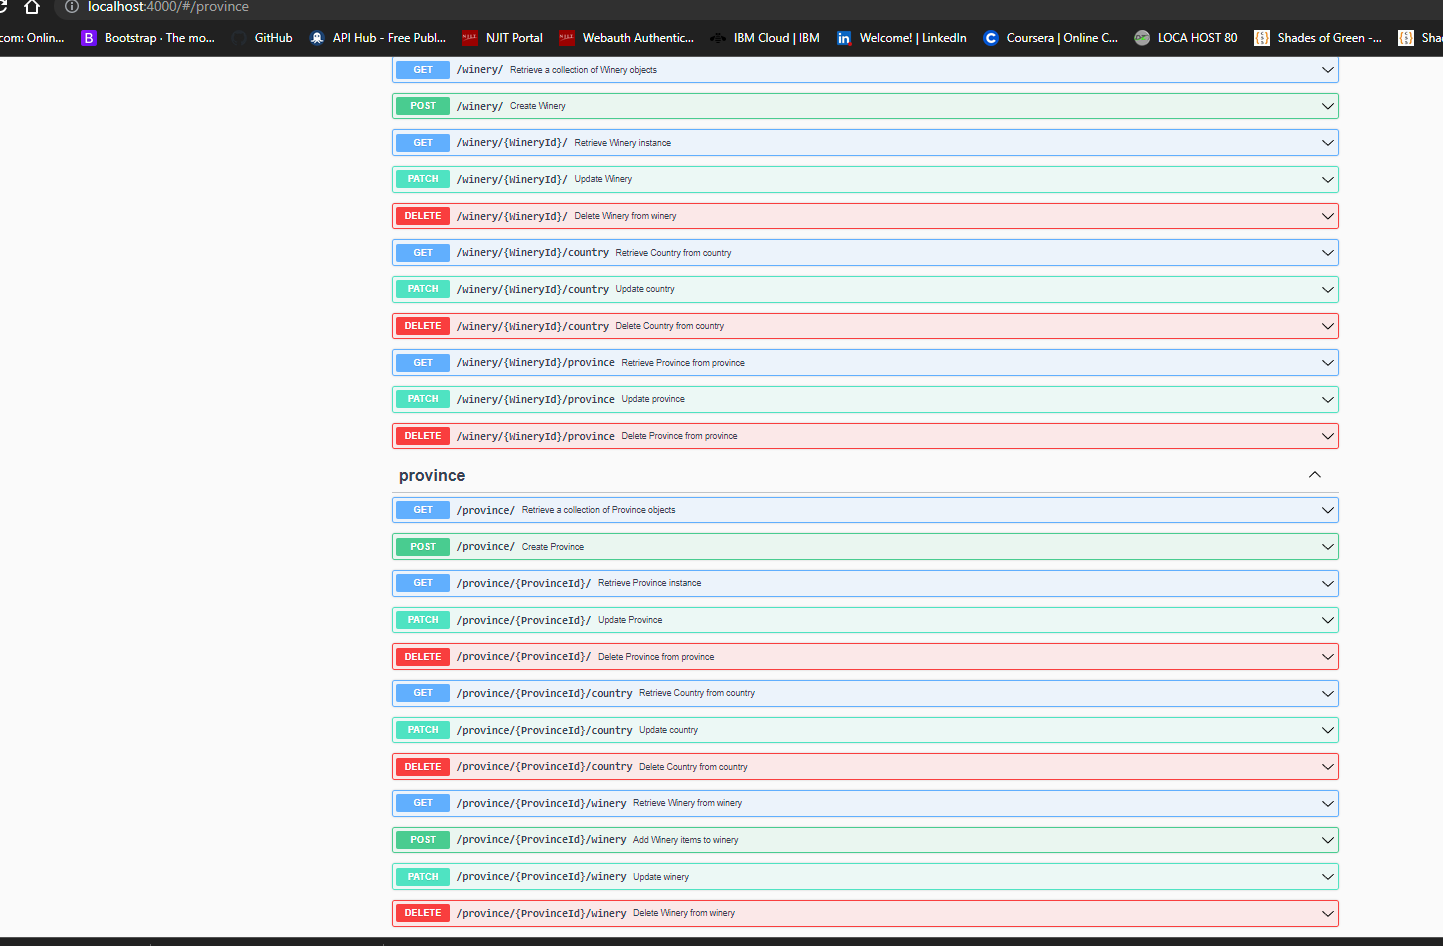 localhost:4000/#/province
com: Onlin... B Bootstrap · The mo... GitHub API Hub - Free Publ... NJIT NJIT Portal NJIT Webauth Authentic... IBM Cloud | IBM in Welcome! | LinkedIn C Coursera | Online C... LOCA HOST 80 Shades of Green -... Sha
GET /winery/ Retrieve a collection of Winery objects
POST /winery/ Create Winery
GET /winery/{WineryId}/ Retrieve Winery instance
PATCH /winery/{WineryId}/ Update Winery
DELETE /winery/{WineryId}/ Delete Winery from winery
GET /winery/{WineryId}/country Retrieve Country from country
PATCH /winery/{WineryId}/country Update country
DELETE /winery/{WineryId}/country Delete Country from country
GET /winery/{WineryId}/province Retrieve Province from province
PATCH /winery/{WineryId}/province Update province
DELETE /winery/{WineryId}/province Delete Province from province
province
GET /province/ Retrieve a collection of Province objects
POST /province/ Create Province
GET /province/{ProvinceId}/ Retrieve Province instance
PATCH /province/{ProvinceId}/ Update Province
DELETE /province/{ProvinceId}/ Delete Province from province
GET /province/{ProvinceId}/country Retrieve Country from country
PATCH /province/{ProvinceId}/country Update country
DELETE /province/{ProvinceId}/country Delete Country from country
GET /province/{ProvinceId}/winery Retrieve Winery from winery
POST /province/{ProvinceId}/winery Add Winery items to winery
PATCH /province/{ProvinceId}/winery Update winery
DELETE /province/{ProvinceId}/winery Delete Winery from winery